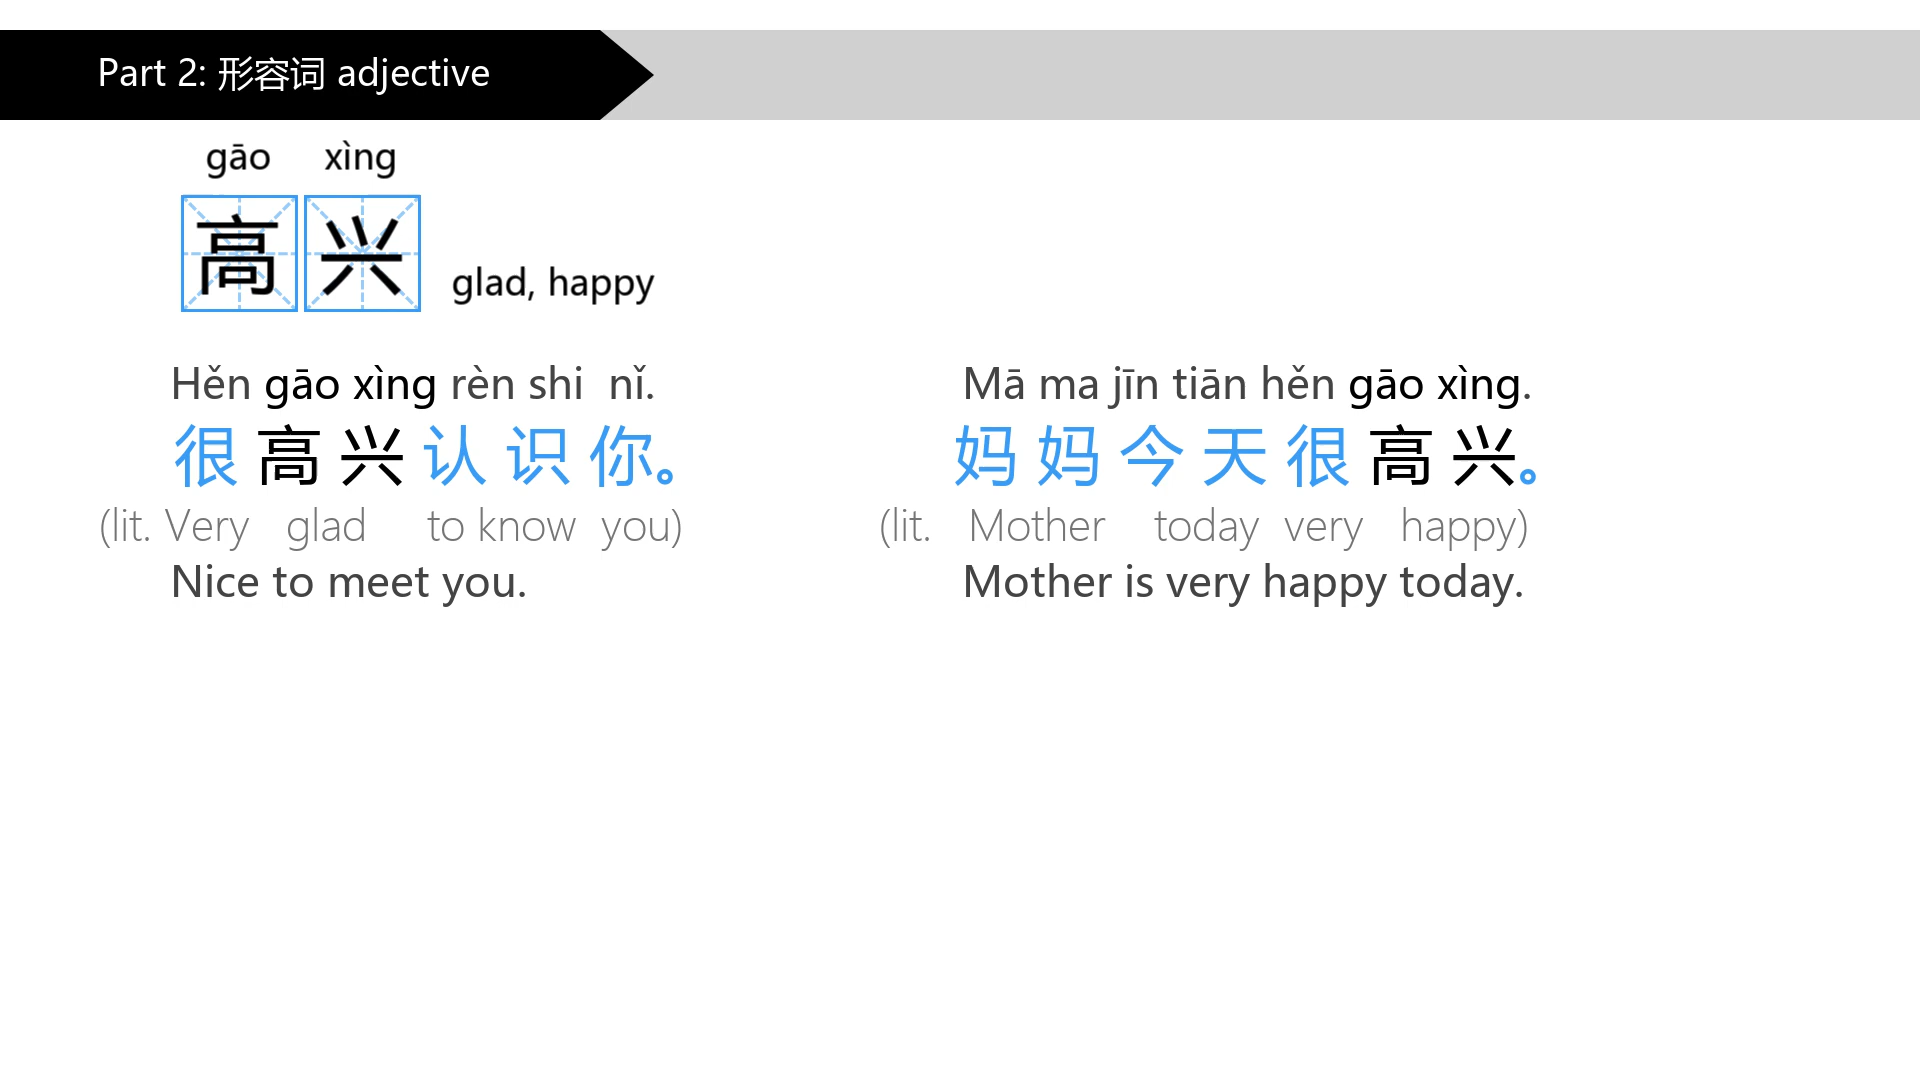 Part 2: 形容词 adjective
gāo xìng
高兴 glad, happy
Hěn gāo xìng rèn shi nǐ.
很高兴认识你。
(lit. Very glad to know you)
Nice to meet you.
Mā ma jīn tiān hěn gāo xìng.
妈妈今天很高兴。
(lit. Mother today very happy)
Mother is very happy today.